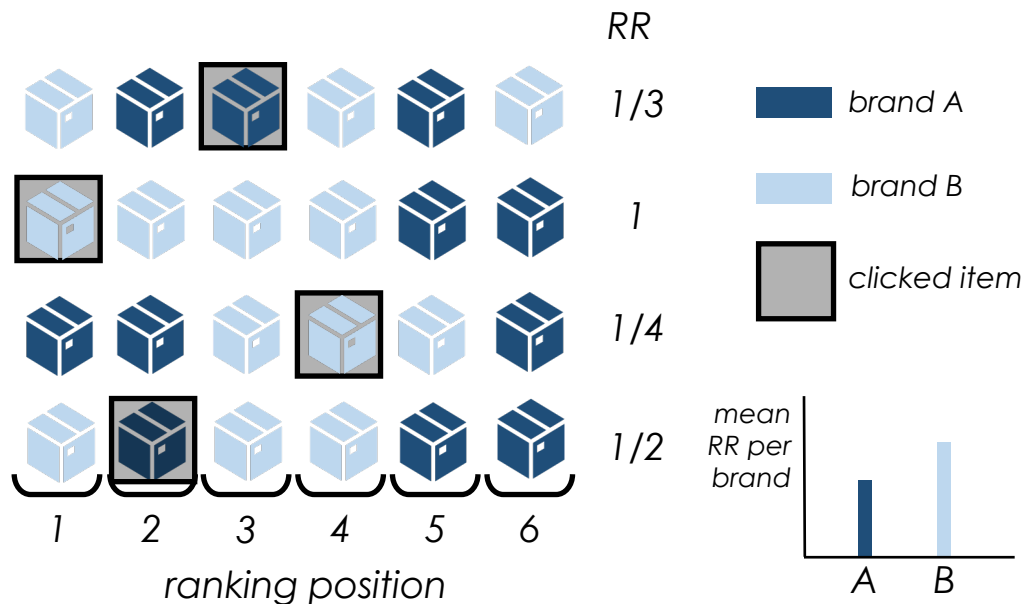 RR
1/3
1
1/4
1/2
1 2 3 4 5 6
ranking position
brand A
brand B
clicked item
mean
RR per
brand
A B